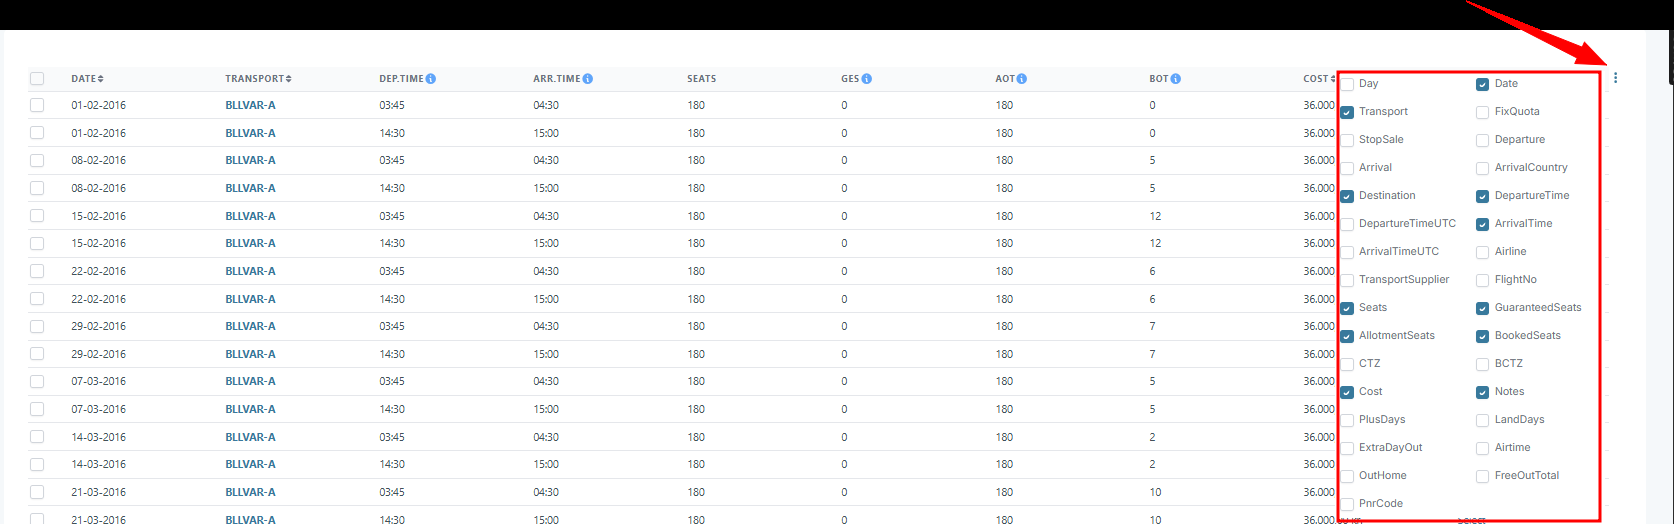 DATE TRANSPORT DEP.TIME ARR.TIME SEATS GES AOT BOT COST
01-02-2016 BLLVAR-A 03:45 04:30 180 0 180 0 36.000
01-02-2016 BLLVAR-A 14:30 15:00 180 0 180 0 36.000
08-02-2016 BLLVAR-A 03:45 04:30 180 0 180 5 36.000
08-02-2016 BLLVAR-A 14:30 15:00 180 0 180 5 36.000
15-02-2016 BLLVAR-A 03:45 04:30 180 0 180 12 36.000
15-02-2016 BLLVAR-A 14:30 15:00 180 0 180 12 36.000
22-02-2016 BLLVAR-A 03:45 04:30 180 0 180 6 36.000
22-02-2016 BLLVAR-A 14:30 15:00 180 0 180 6 36.000
29-02-2016 BLLVAR-A 03:45 04:30 180 0 180 7 36.000
29-02-2016 BLLVAR-A 14:30 15:00 180 0 180 7 36.000
07-03-2016 BLLVAR-A 03:45 04:30 180 0 180 5 36.000
07-03-2016 BLLVAR-A 14:30 15:00 180 0 180 5 36.000
14-03-2016 BLLVAR-A 03:45 04:30 180 0 180 2 36.000
14-03-2016 BLLVAR-A 14:30 15:00 180 0 180 2 36.000
21-03-2016 BLLVAR-A 03:45 04:30 180 0 180 10 36.000
21-03-2016 BLLVAR-A 14:30 15:00 180 0 180 10 36.000
Day Date
Transport FixQuota
StopSale Departure
Arrival ArrivalCountry
Destination DepartureTime
DepartureTimeUTC ArrivalTime
ArrivalTimeUTC Airline
TransportSupplier FlightNo
Seats GuaranteedSeats
AllotmentSeats BookedSeats
CTZ BCTZ
Cost Notes
PlusDays LandDays
ExtraDayOut Airtime
OutHome FreeOutTotal
PnrCode